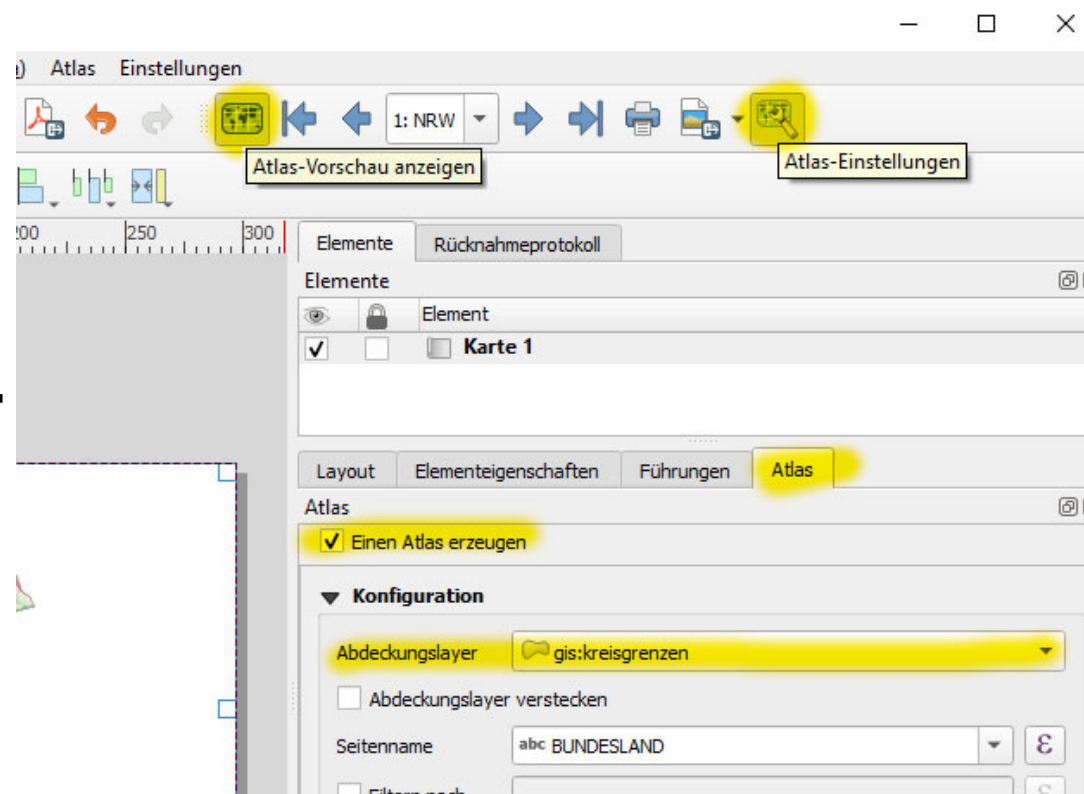 Atlas Einstellungen
1: NRW
Atlas-Vorschau anzeigen
Atlas-Einstellungen
250 300
Elemente Rücknahmeprotokoll
Elemente
Element
Karte 1
Layout Elementeigenschaften Führungen Atlas
Atlas
Einen Atlas erzeugen
Konfiguration
Abdeckungslayer gis:kreisgrenzen
Abdeckungslayer verstecken
Seitenname abc BUNDESLAND ε